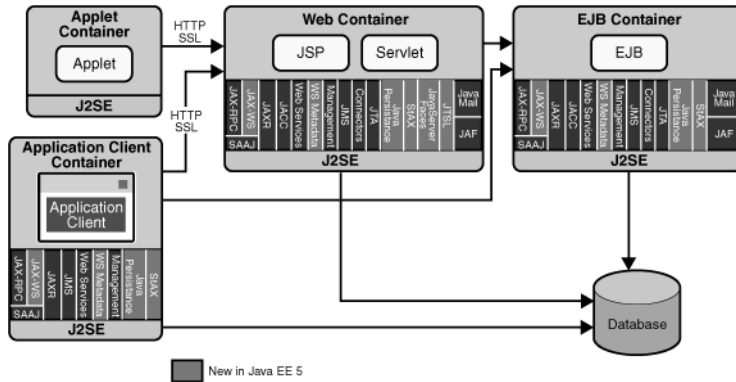 Applet
Container
Applet
J2SE
HTTP
SSL
HTTP
SSL
Web Container
JSP
Servlet
JAX-RPC
SAAJ
JAX-WS
JAXR
JACC
Web Services
WS Metadata
Management
JMS
Connectors
JTA
Java
Persistance
StAX
JavaServer
Faces
JTSL
Java
Mail
JAF
J2SE
EJB Container
EJB
JAX-RPC
SAAJ
JAX-WS
JAXR
JACC
Web Services
WS Metadata
Management
JMS
Connectors
JTA
Java
Persistance
StAX
Java
Mail
JAF
J2SE
Application Client
Container
Application
Client
JAX-RPC
SAAJ
JAX-WS
JAXR
JMS
Web Services
WS Metadata
Management
Java
Persistance
StAX
J2SE
Database
New in Java EE 5